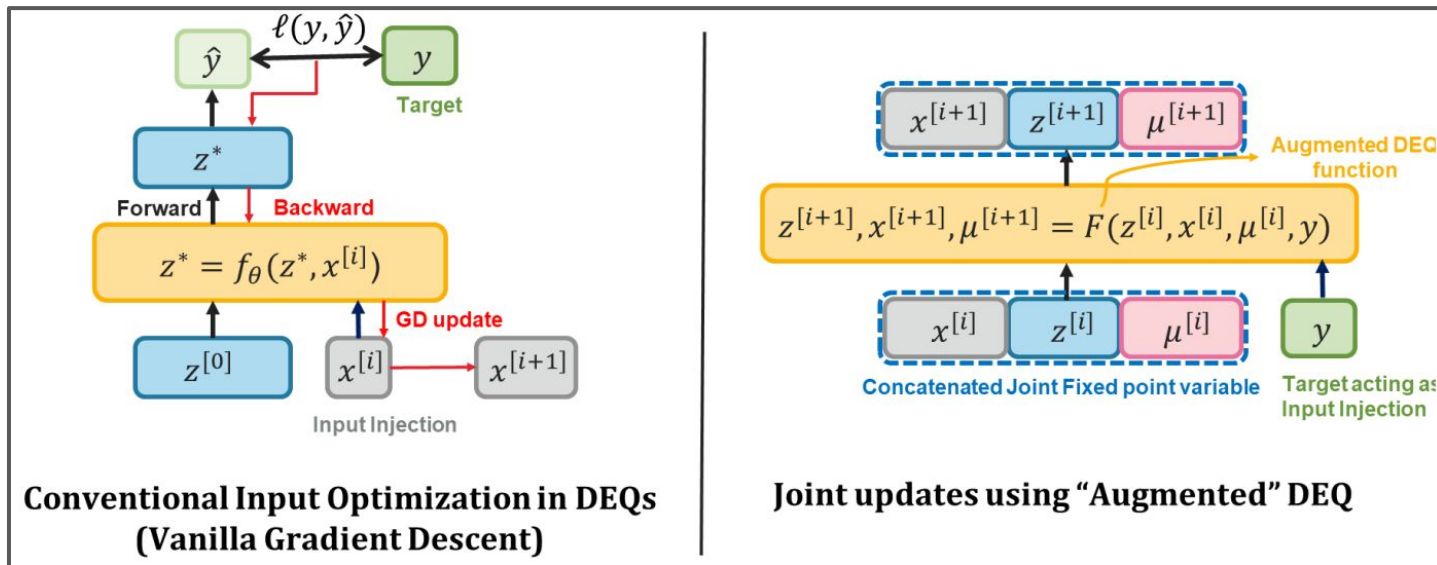 ℓ(y, ŷ)
ŷ
y
Target
z*
Forward
Backward
z* = f_θ(z*, x^[i])
GD update
z^[0]
x^[i]
x^[i+1]
Input Injection
Conventional Input Optimization in DEQs
(Vanilla Gradient Descent)
x^[i+1]
z^[i+1]
μ^[i+1]
Augmented DEQ
function
z^[i+1], x^[i+1], μ^[i+1] = F(z^[i], x^[i], μ^[i], y)
x^[i]
z^[i]
μ^[i]
y
Concatenated Joint Fixed point variable
Target acting as
Input Injection
Joint updates using “Augmented” DEQ